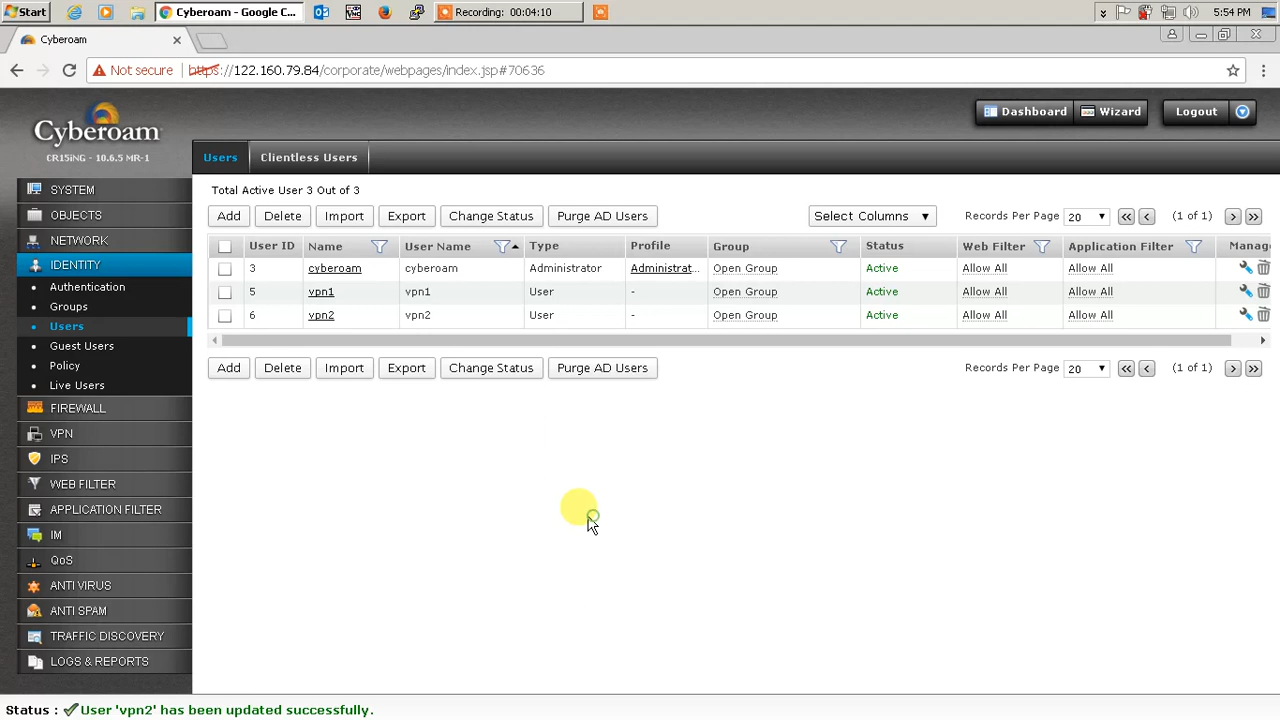 Start
Cyberoam - Google C...
Recording: 00:04:10
5:54 PM
Cyberoam
Not secure
https://122.160.79.84/corporate/webpages/index.jsp#70636
Cyberoam
CR15iNG - 10.6.5 MR-1
Dashboard
Wizard
Logout
Users
Clientless Users
SYSTEM
OBJECTS
NETWORK
IDENTITY
Authentication
Groups
Users
Guest Users
Policy
Live Users
FIREWALL
VPN
IPS
WEB FILTER
APPLICATION FILTER
IM
QoS
ANTI VIRUS
ANTI SPAM
TRAFFIC DISCOVERY
LOGS & REPORTS
Total Active User 3 Out of 3
Add Delete Import Export Change Status Purge AD Users Select Columns Records Per Page 20 (1 of 1)
User ID Name User Name Type Profile Group Status Web Filter Application Filter Manag
3 cyberoam cyberoam Administrator Administrat... Open Group Active Allow All Allow All
5 vpn1 vpn1 User - Open Group Active Allow All Allow All
6 vpn2 vpn2 User - Open Group Active Allow All Allow All
Add Delete Import Export Change Status Purge AD Users Records Per Page 20 (1 of 1)
Status : User 'vpn2' has been updated successfully.